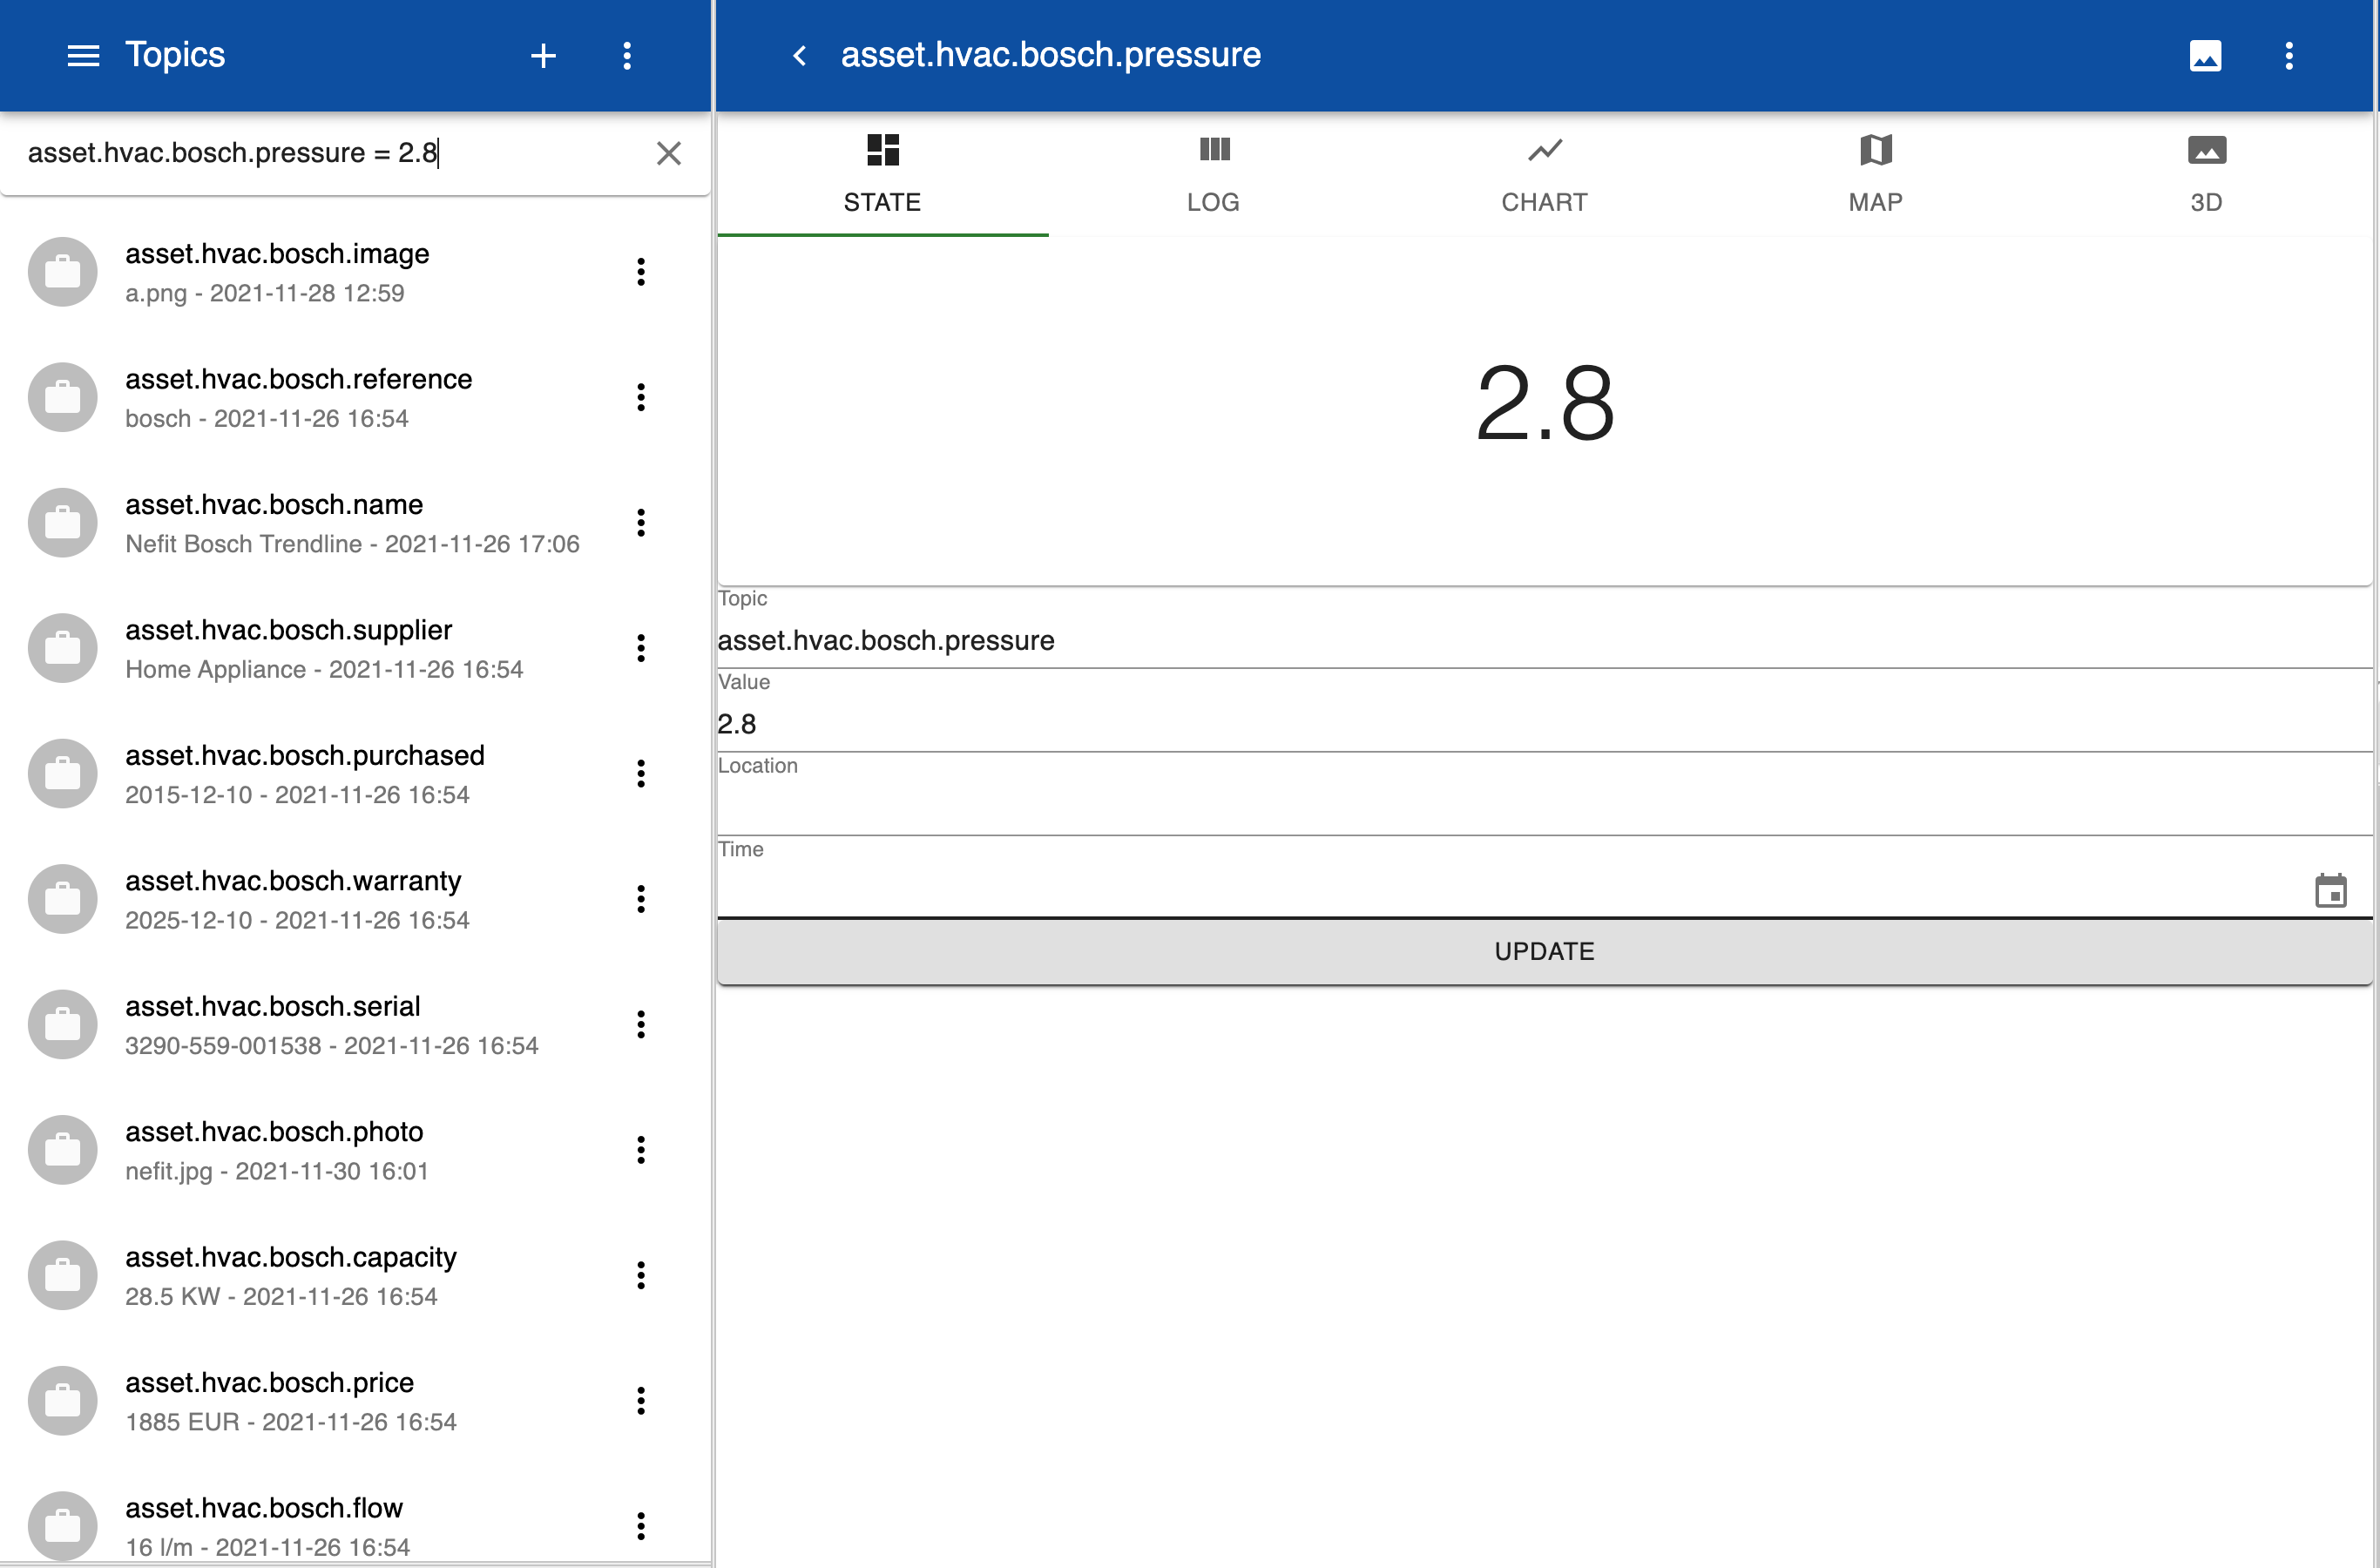 Topics
asset.hvac.bosch.pressure = 2.8
asset.hvac.bosch.image
a.png - 2021-11-28 12:59
asset.hvac.bosch.reference
bosch - 2021-11-26 16:54
asset.hvac.bosch.name
Nefit Bosch Trendline - 2021-11-26 17:06
asset.hvac.bosch.supplier
Home Appliance - 2021-11-26 16:54
asset.hvac.bosch.purchased
2015-12-10 - 2021-11-26 16:54
asset.hvac.bosch.warranty
2025-12-10 - 2021-11-26 16:54
asset.hvac.bosch.serial
3290-559-001538 - 2021-11-26 16:54
asset.hvac.bosch.photo
nefit.jpg - 2021-11-30 16:01
asset.hvac.bosch.capacity
28.5 KW - 2021-11-26 16:54
asset.hvac.bosch.price
1885 EUR - 2021-11-26 16:54
asset.hvac.bosch.flow
16 l/m - 2021-11-26 16:54
asset.hvac.bosch.pressure
STATE
LOG
CHART
MAP
3D
2.8
Topic
asset.hvac.bosch.pressure
Value
2.8
Location
Time
UPDATE